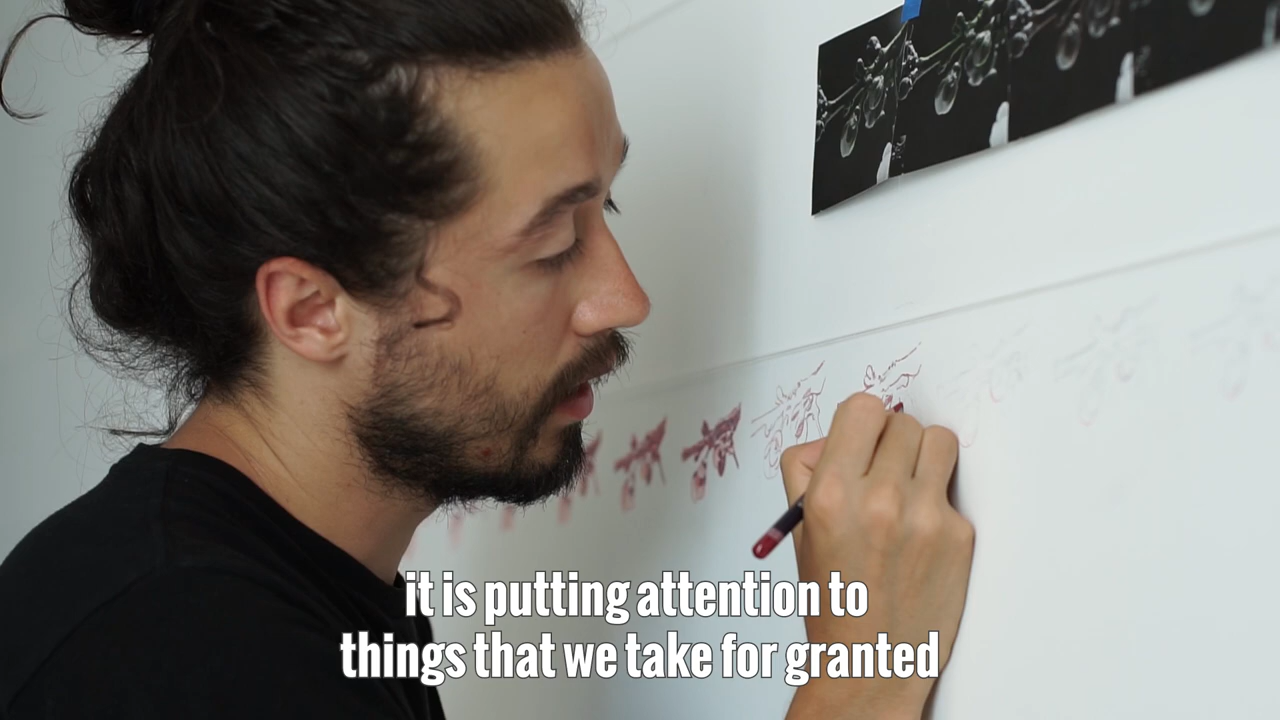 it is putting attention to
things that we take for granted